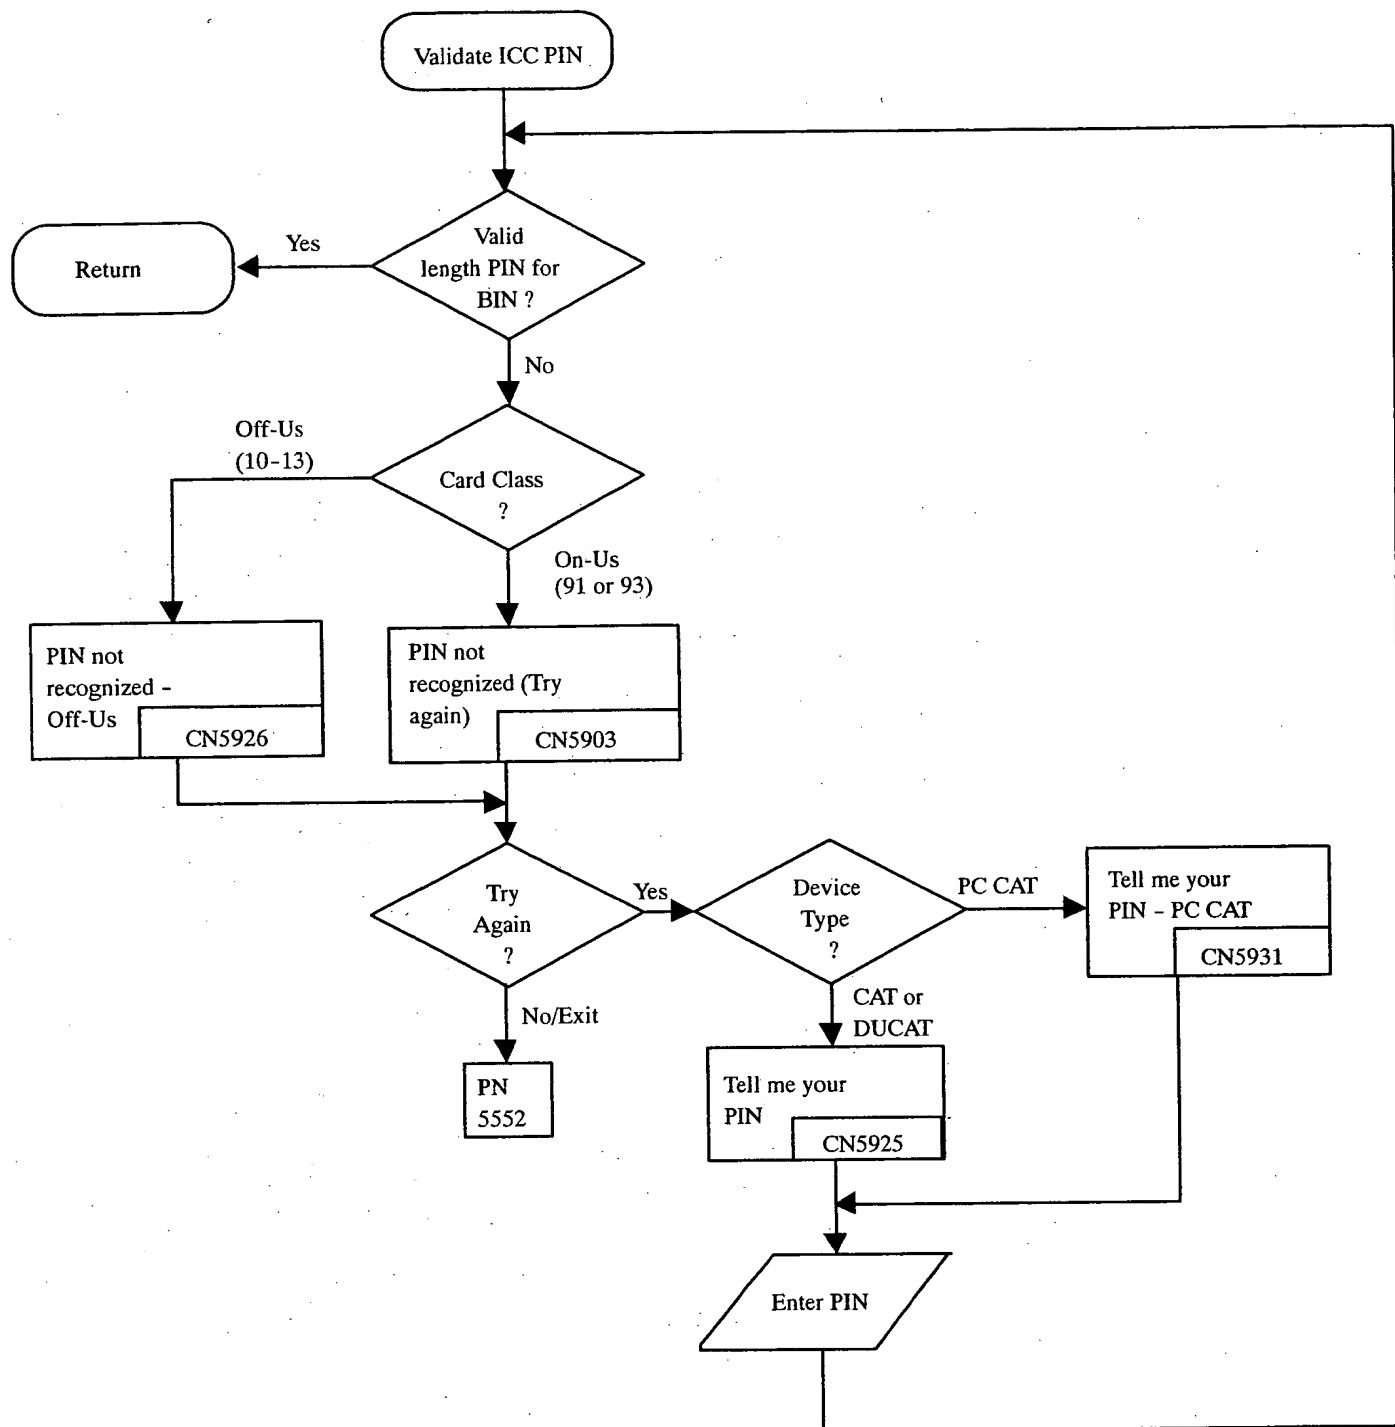 Validate ICC PIN
Yes
Return
Valid
length PIN for
BIN ?
No
Off-Us
(10-13)
Card Class
?
On-Us
(91 or 93)
PIN not
recognized -
Off-Us
CN5926
PIN not
recognized (Try
again)
CN5903
Try
Again
?
Yes
Device
Type
?
PC CAT
Tell me your
PIN - PC CAT
CN5931
No/Exit
CAT or
DUCAT
PN
5552
Tell me your
PIN
CN5925
Enter PIN